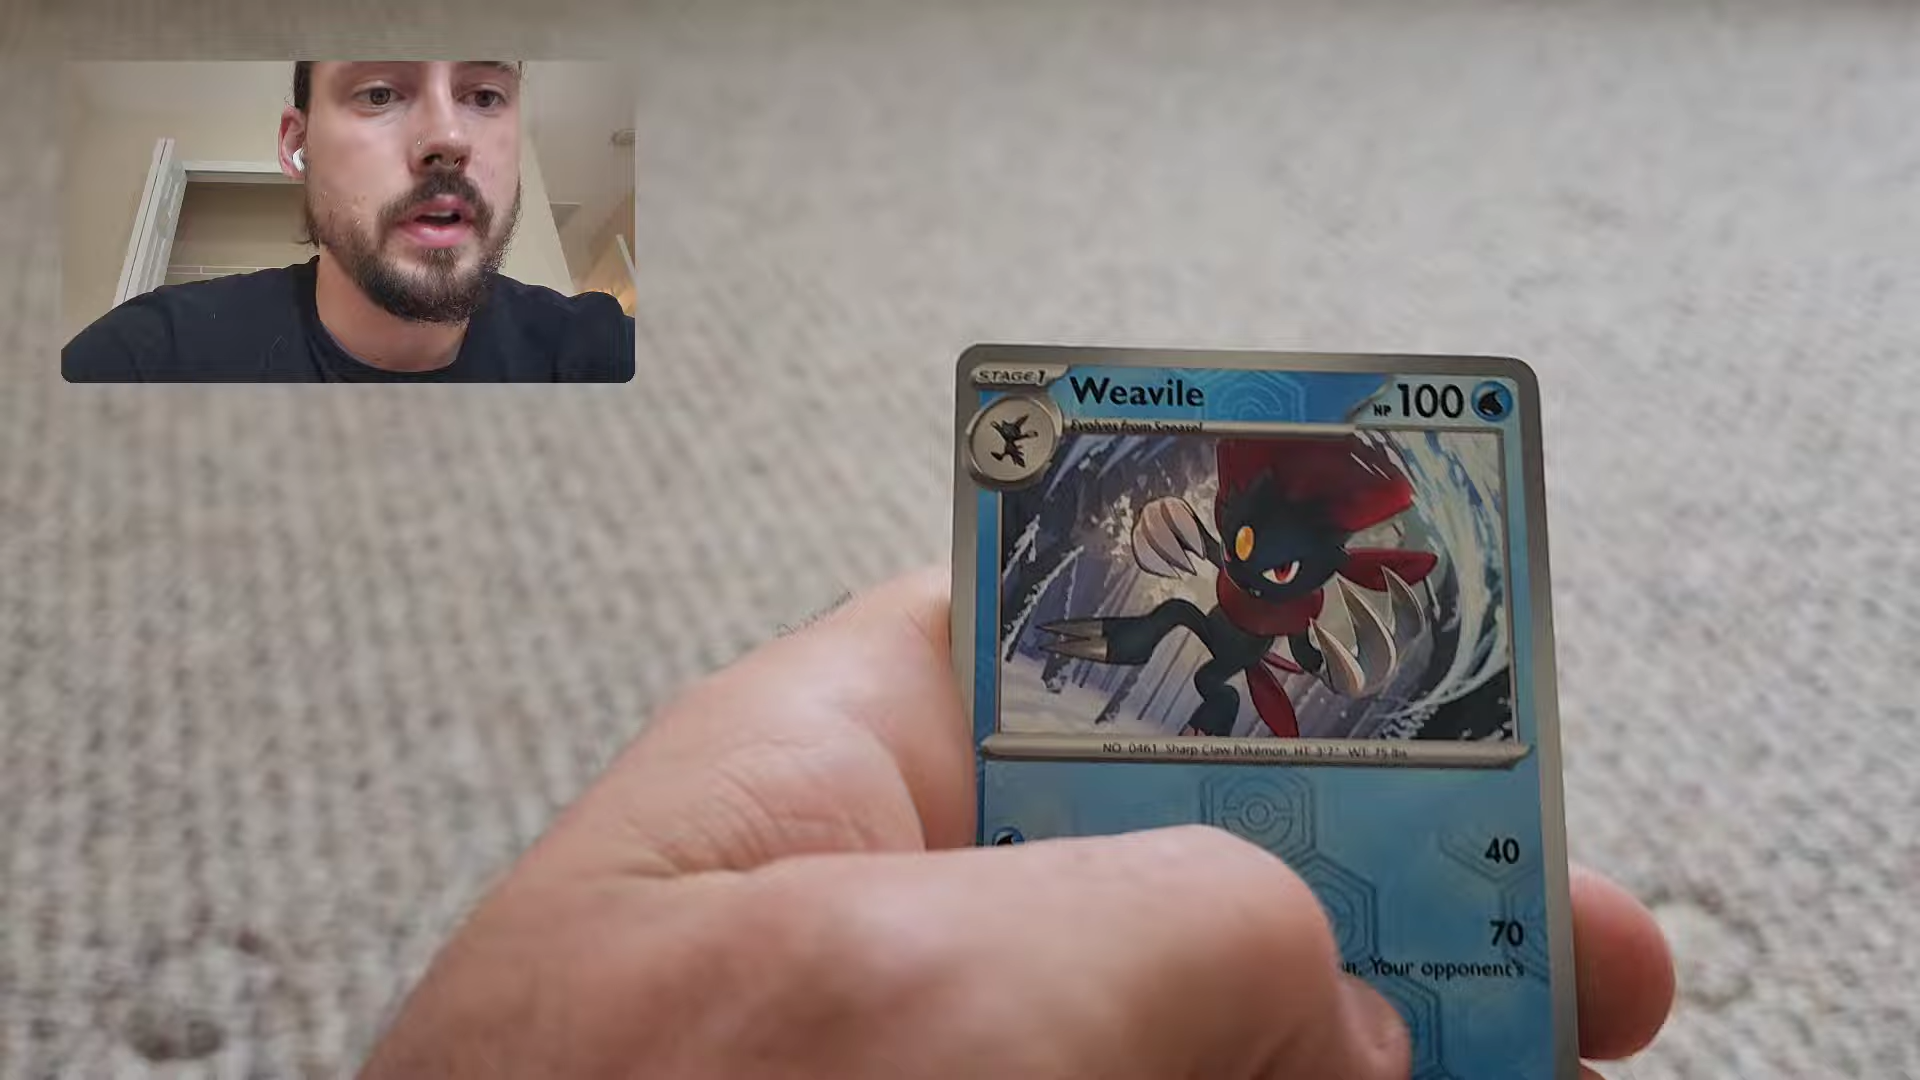 STAGE 1
Weavile
HP 100
Evolves from Sneasel
NO. 0461 Sharp Claw Pokémon HT: 3'7" WT: 75 lbs
40
70
Your opponent's